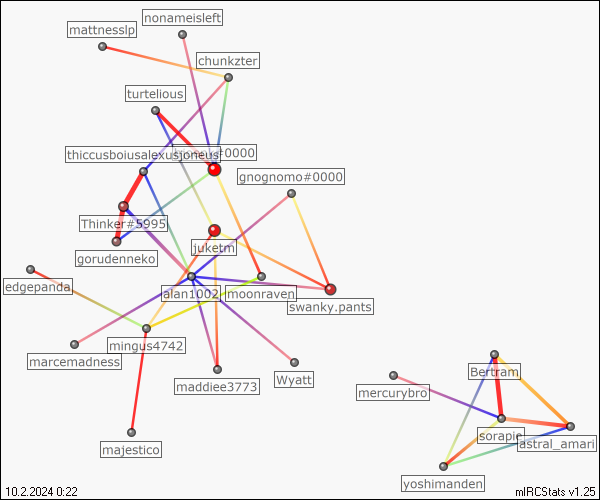 nonameisleft
mattnesslp
chunkzter
turtelious
#0000
thiccusboiusalexusjoneus
gnognomo#0000
Thinker#5995
juketm
gorudenneko
edgepanda
alan1002
moonraven
swanky.pants
mingus4742
marcemadness
maddiee3773
Wyatt
Bertram
mercurybro
majestico
sorapie
astral_amari
yoshimanden
10.2.2024 0:22
mIRCStats v1.25